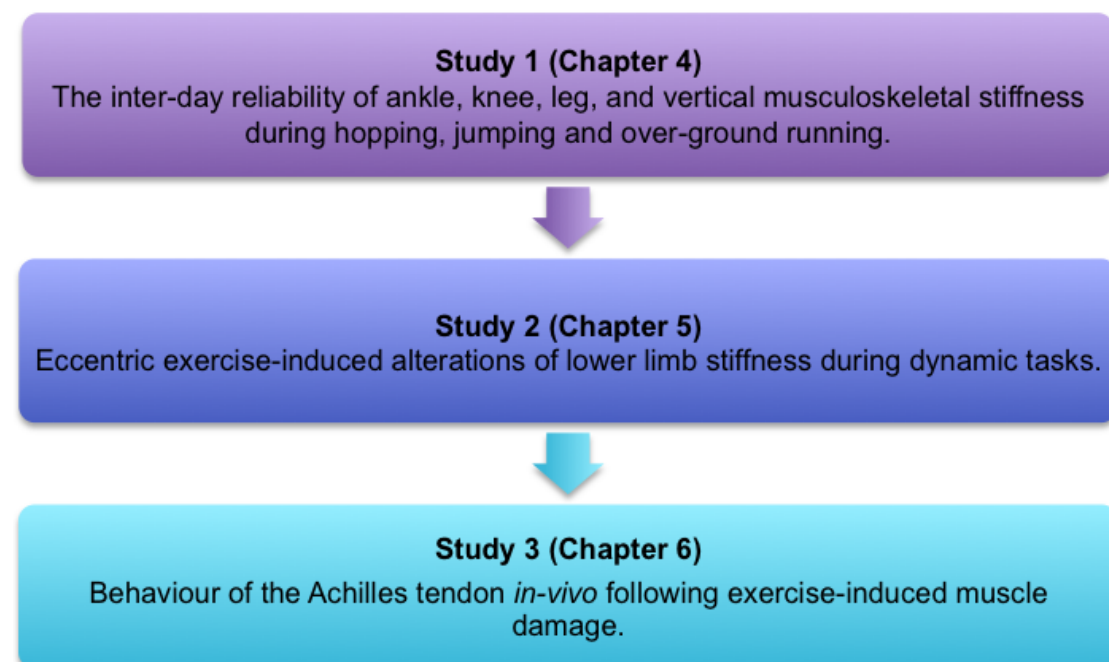 Study 1 (Chapter 4)
The inter-day reliability of ankle, knee, leg, and vertical musculoskeletal stiffness
during hopping, jumping and over-ground running.
Study 2 (Chapter 5)
Eccentric exercise-induced alterations of lower limb stiffness during dynamic tasks.
Study 3 (Chapter 6)
Behaviour of the Achilles tendon in-vivo following exercise-induced muscle
damage.